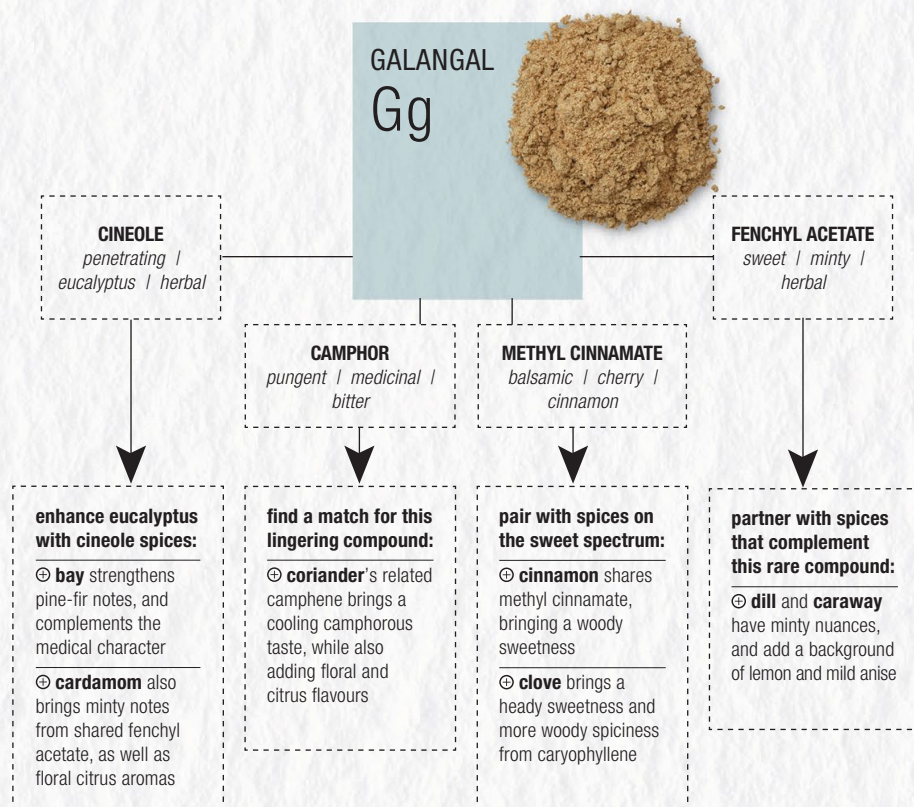 GALANGAL
Gg
CINEOLE
penetrating |
eucalyptus | herbal
CAMPHOR
pungent | medicinal |
bitter
METHYL CINNAMATE
balsamic | cherry |
cinnamon
FENCHYL ACETATE
sweet | minty |
herbal
enhance eucalyptus
with cineole spices:
⊕ bay strengthens
pine-fir notes, and
complements the
medical character
⊕ cardamom also
brings minty notes
from shared fenchyl
acetate, as well as
floral citrus aromas
find a match for this
lingering compound:
⊕ coriander's related
camphene brings a
cooling camphorous
taste, while also
adding floral and
citrus flavours
pair with spices on
the sweet spectrum:
⊕ cinnamon shares
methyl cinnamate,
bringing a woody
sweetness
⊕ clove brings a
heady sweetness and
more woody spiciness
from caryophyllene
partner with spices
that complement
this rare compound:
⊕ dill and caraway
have minty nuances,
and add a background
of lemon and mild anise